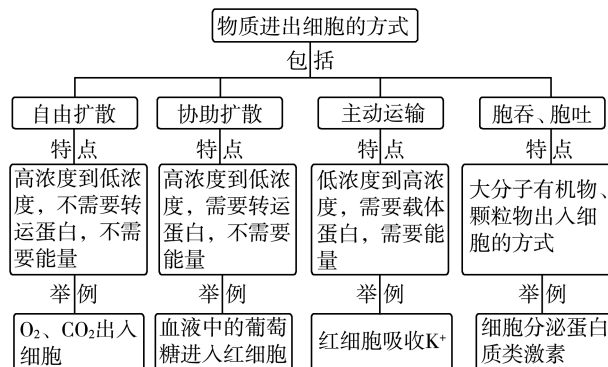 物质进出细胞的方式
包括
自由扩散
协助扩散
主动运输
胞吞、胞吐
特点
特点
特点
特点
高浓度到低浓
度，不需要转
运蛋白，不需
要能量
高浓度到低浓
度，需要转运
蛋白，不需要
能量
低浓度到高浓
度，需要载体
蛋白，需要能
量
大分子有机物、
颗粒物出入细
胞的方式
举例
举例
举例
举例
O₂、CO₂出入
细胞
血液中的葡萄
糖进入红细胞
红细胞吸收K⁺
细胞分泌蛋白
质类激素